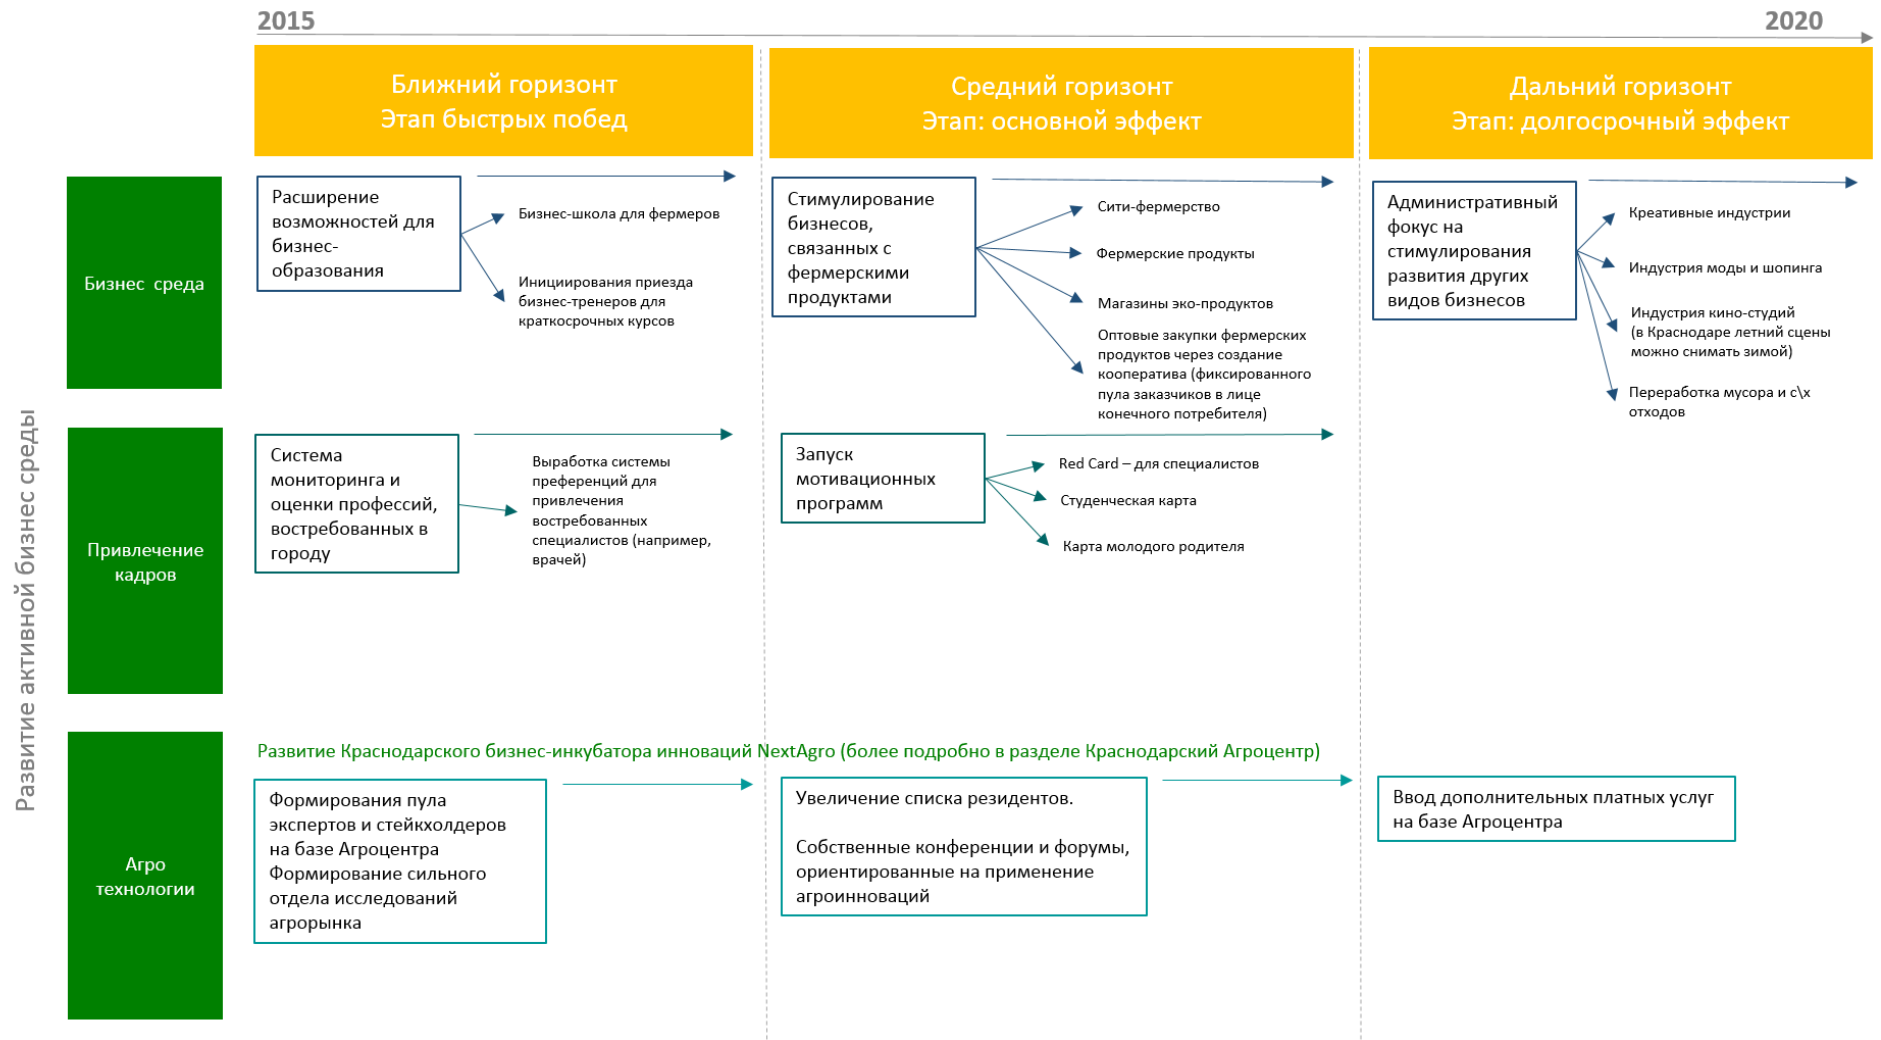 2015
2020
Ближний горизонт
Этап быстрых побед
Средний горизонт
Этап: основной эффект
Дальний горизонт
Этап: долгосрочный эффект
Развитие активной бизнес среды
Бизнес среда
Расширение
возможностей для
бизнес-
образования
Бизнес-школа для фермеров
Инициирования приезда
бизнес-тренеров для
краткосрочных курсов
Стимулирование
бизнесов,
связанных с
фермерскими
продуктами
Сити-фермерство
Фермерские продукты
Магазины эко-продуктов
Оптовые закупки фермерских
продуктов через создание
кооператива (фиксированного
пула заказчиков в лице
конечного потребителя)
Административный
фокус на
стимулирования
развития других
видов бизнесов
Креативные индустрии
Индустрия моды и шопинга
Индустрия кино-студий
(в Краснодаре летний сцены
можно снимать зимой)
Переработка мусора и с\х
отходов
Привлечение
кадров
Система
мониторинга и
оценки профессий,
востребованных в
городу
Выработка системы
преференций для
привлечения
востребованных
специалистов (например,
врачей)
Запуск
мотивационных
программ
Red Card – для специалистов
Студенческая карта
Карта молодого родителя
Агро
технологии
Развитие Краснодарского бизнес-инкубатора инноваций NextAgro (более подробно в разделе Краснодарский Агроцентр)
Формирования пула
экспертов и стейкхолдеров
на базе Агроцентра
Формирование сильного
отдела исследований
агрорынка
Увеличение списка резидентов.
Собственные конференции и форумы,
ориентированные на применение
агроинноваций
Ввод дополнительных платных услуг
на базе Агроцентра